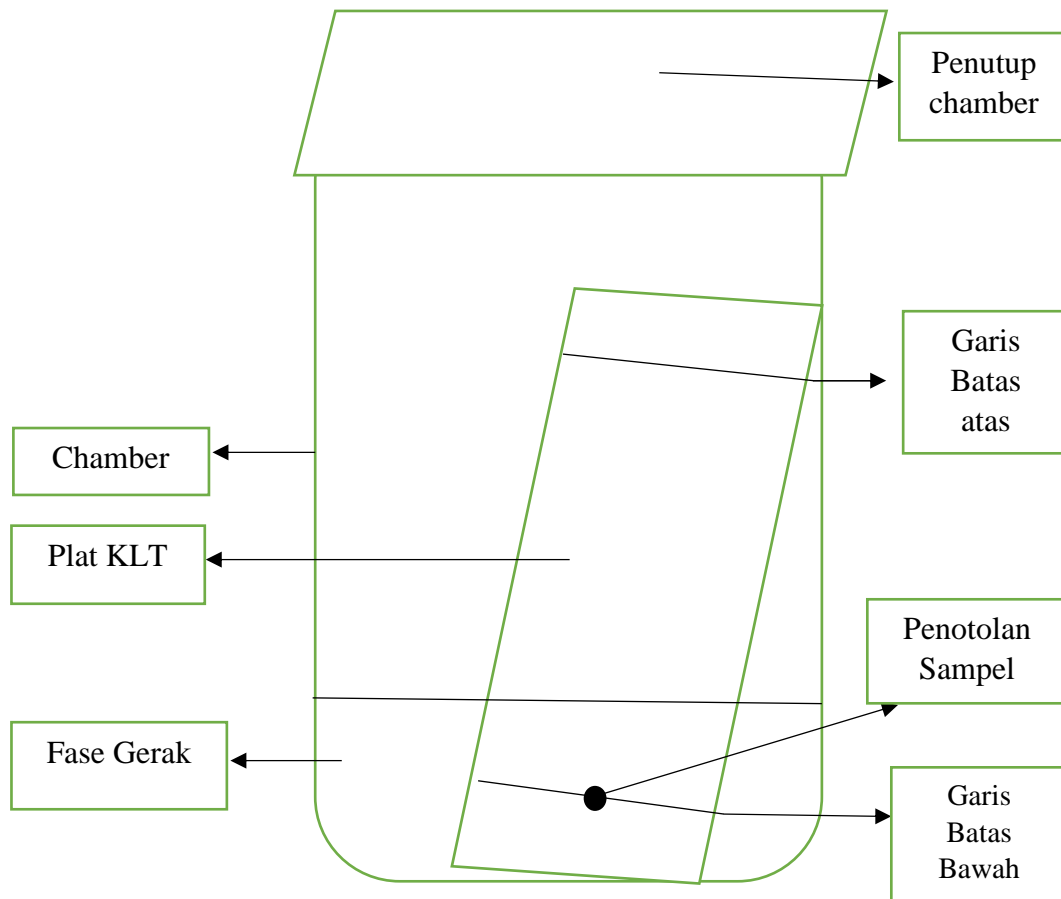 Penutup
chamber
Garis
Batas
atas
Chamber
Plat KLT
Penotolan
Sampel
Fase Gerak
Garis
Batas
Bawah